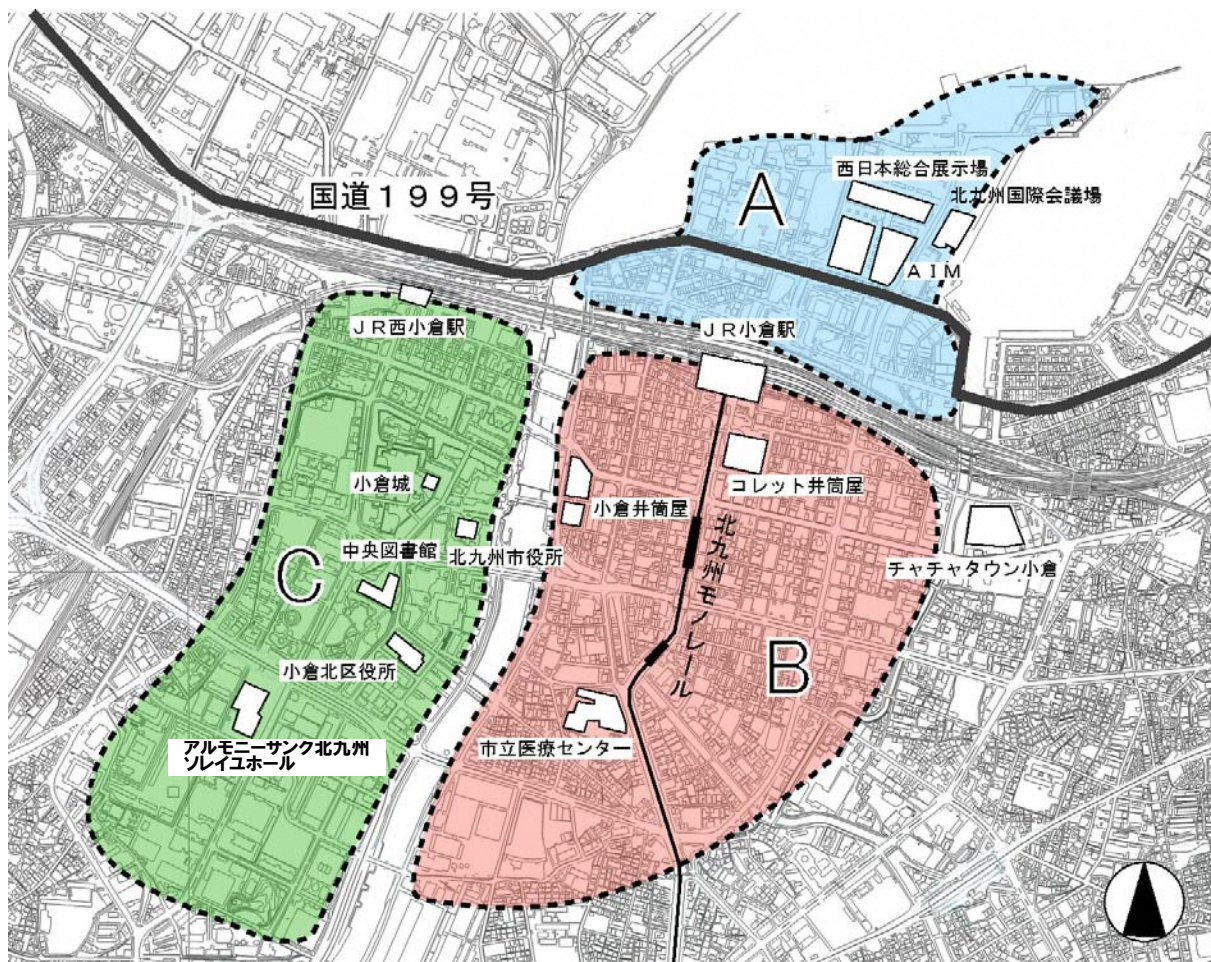 国道１９９号
A
西日本総合展示場
北九州国際会議場
ＡＩＭ
ＪＲ西小倉駅
ＪＲ小倉駅
小倉城
小倉井筒屋
コレット井筒屋
北九州モノレール
チャチャタウン小倉
中央図書館
北九州市役所
C
小倉北区役所
B
アルモニーサンク北九州
ソレイユホール
市立医療センター